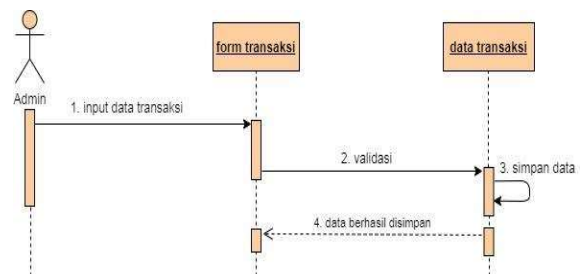 form transaksi
data transaksi
Admin
1. input data transaksi
2. validasi
3. simpan data
4. data berhasil disimpan